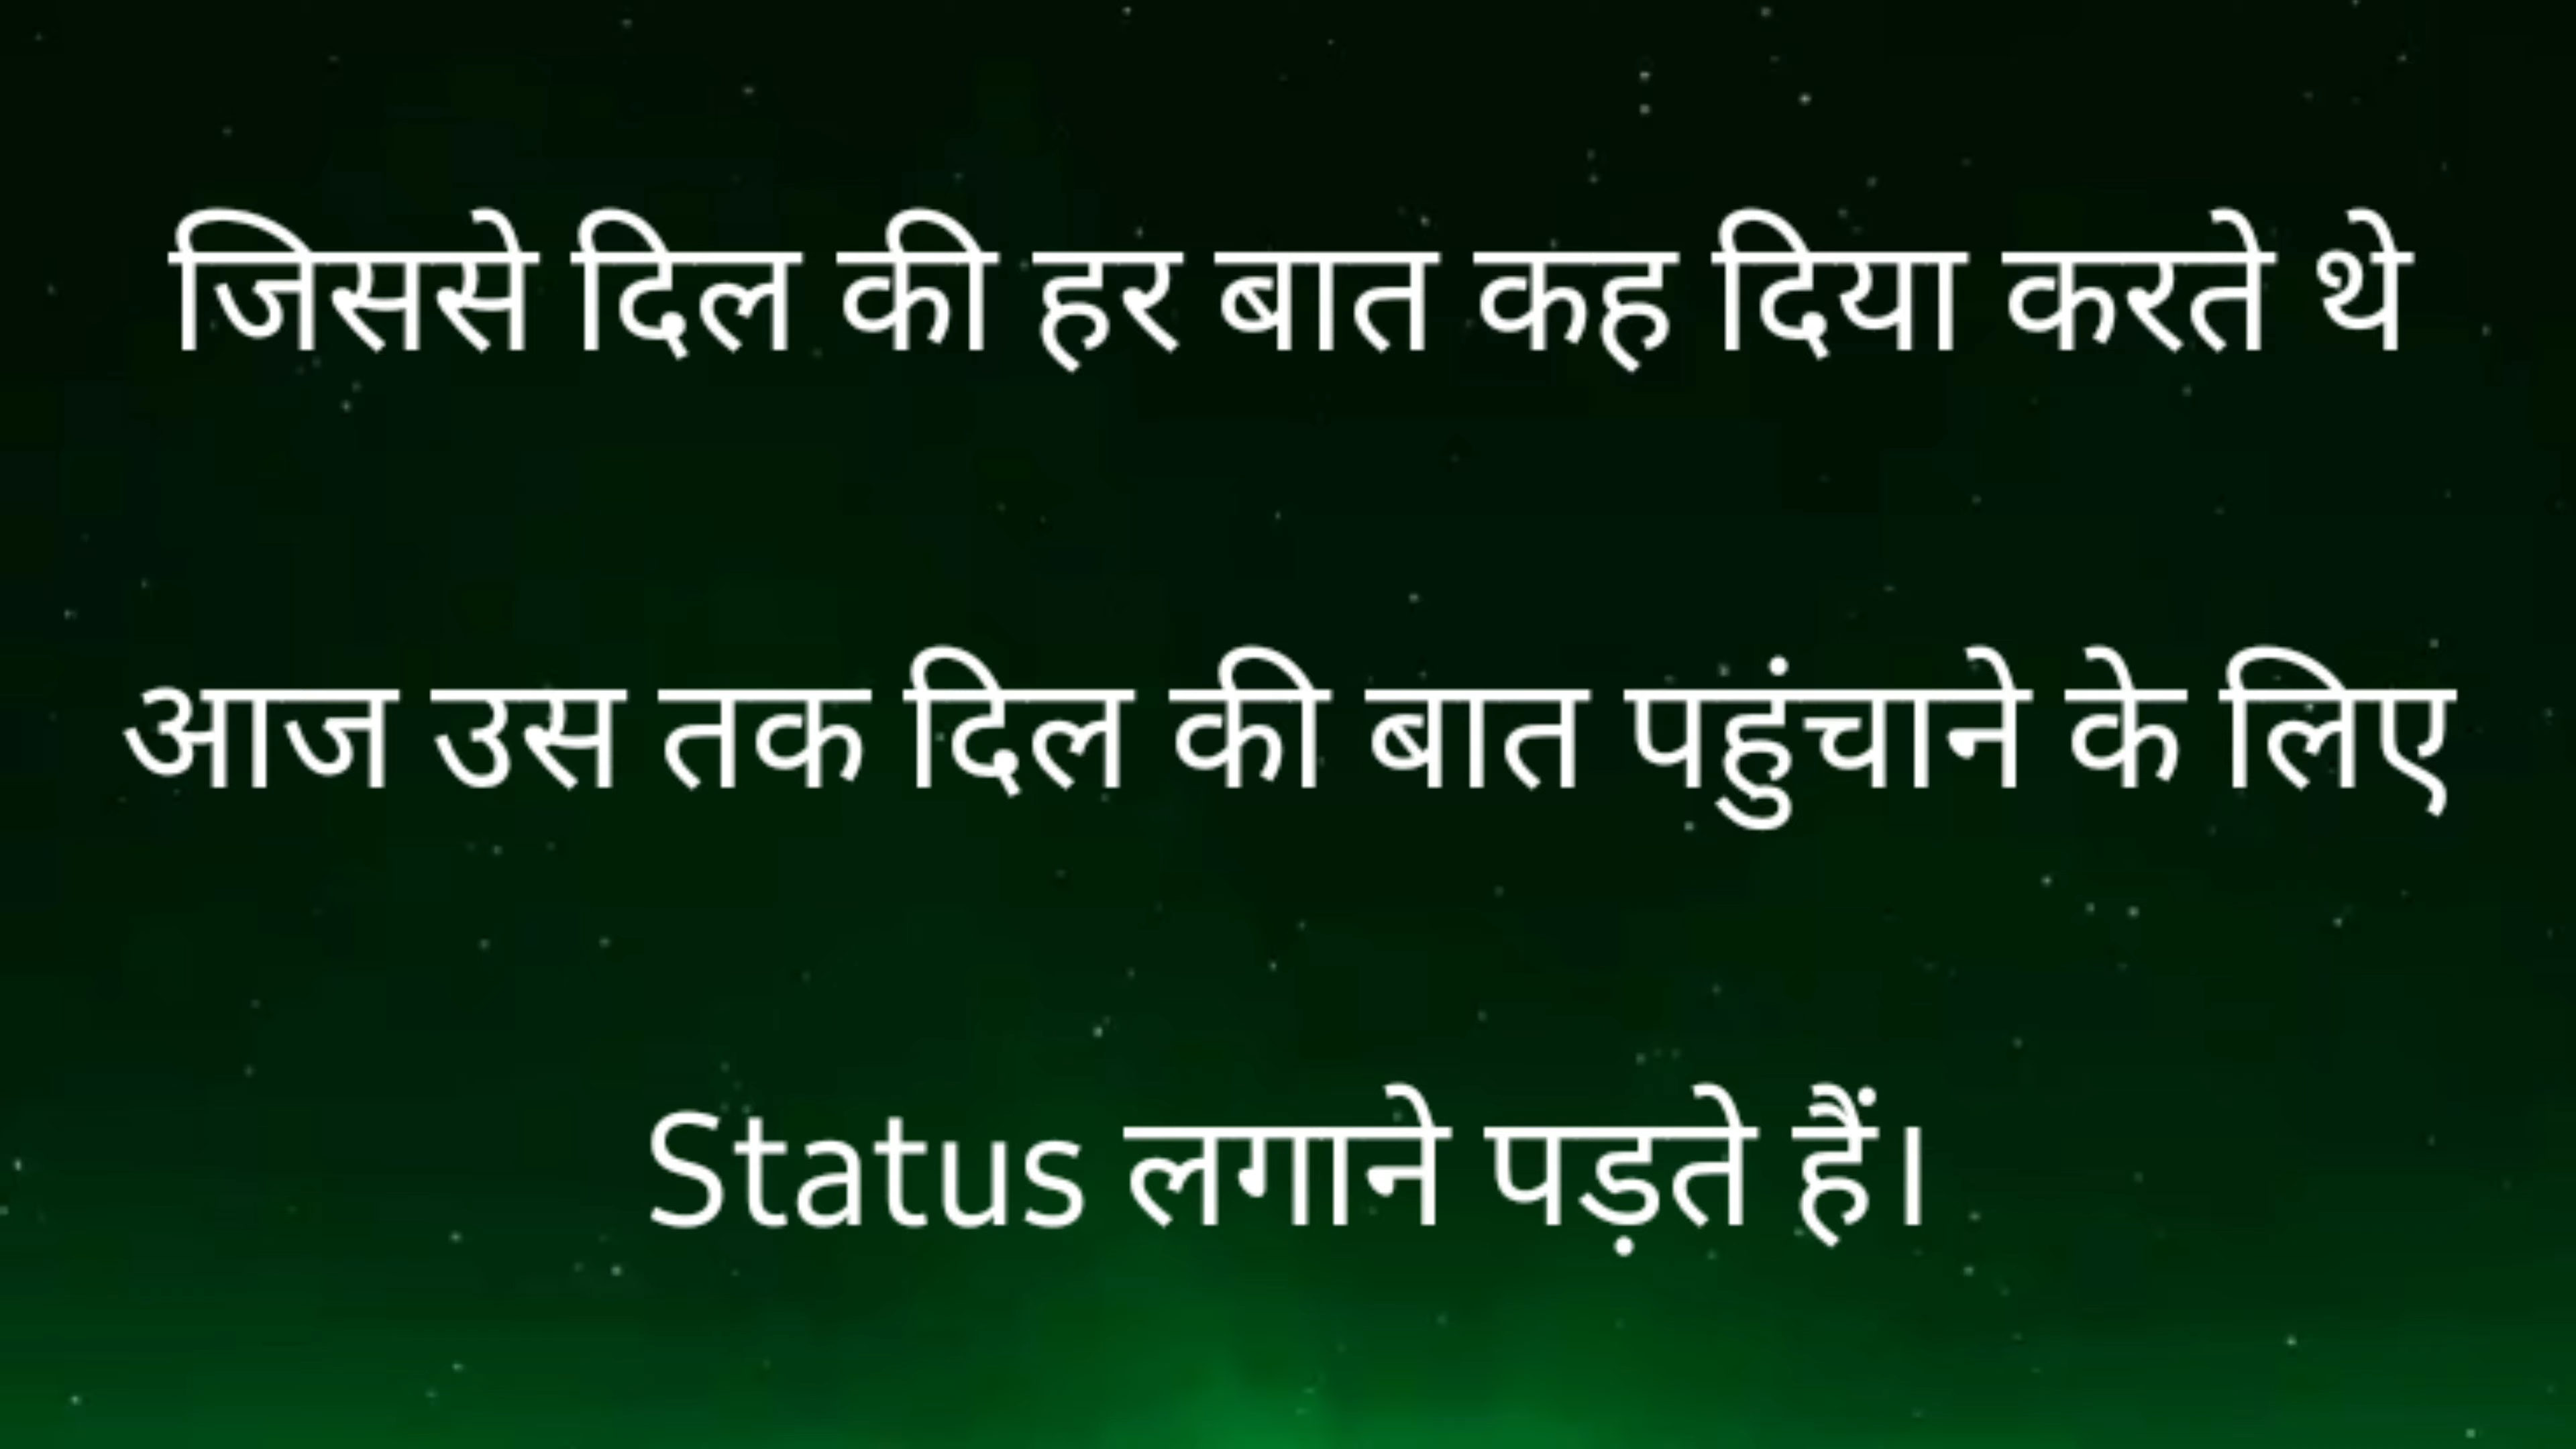 जिससे दिल की हर बात कह दिया करते थे
आज उस तक दिल की बात पहुंचाने के लिए
Status लगाने पड़ते हैं।